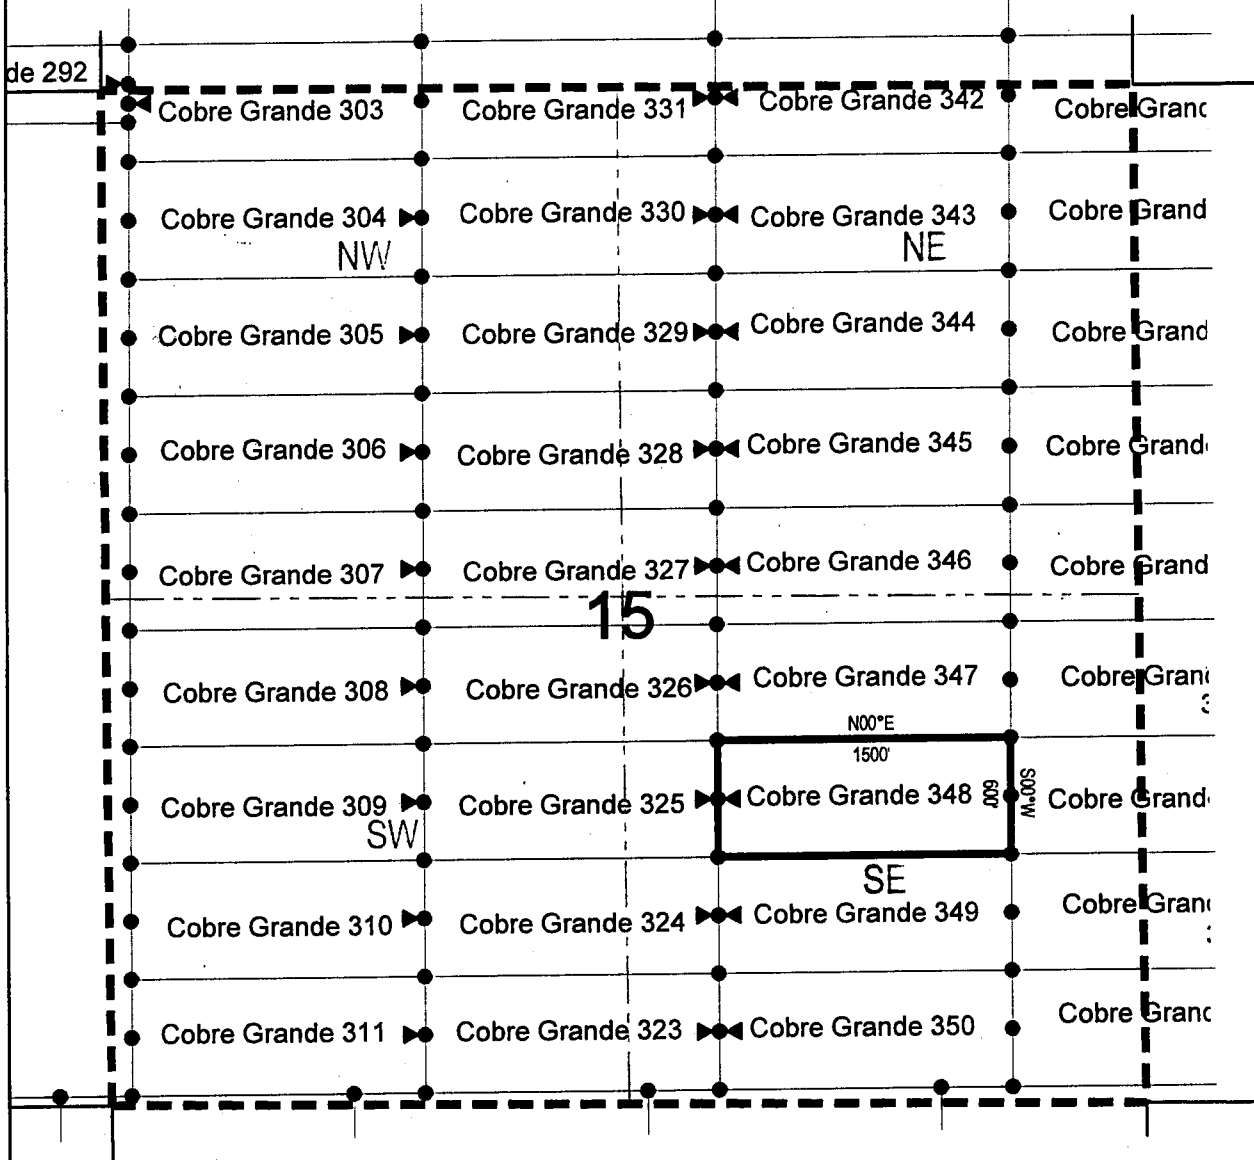 de 292
Cobre Grande 303
Cobre Grande 331
Cobre Grande 342
Cobre Grand
Cobre Grande 304
Cobre Grande 330
Cobre Grande 343
Cobre Grand
NW
NE
Cobre Grande 305
Cobre Grande 329
Cobre Grande 344
Cobre Grand
Cobre Grande 306
Cobre Grande 328
Cobre Grande 345
Cobre Grand
Cobre Grande 307
Cobre Grande 327
Cobre Grande 346
Cobre Grand
15
Cobre Grande 308
Cobre Grande 326
Cobre Grande 347
Cobre Gran
N00°E
1500'
Cobre Grande 309
Cobre Grande 325
Cobre Grande 348
600'
S00°W
Cobre Grand
SW
SE
Cobre Grande 310
Cobre Grande 324
Cobre Grande 349
Cobre Gran
Cobre Grande 311
Cobre Grande 323
Cobre Grande 350
Cobre Grand